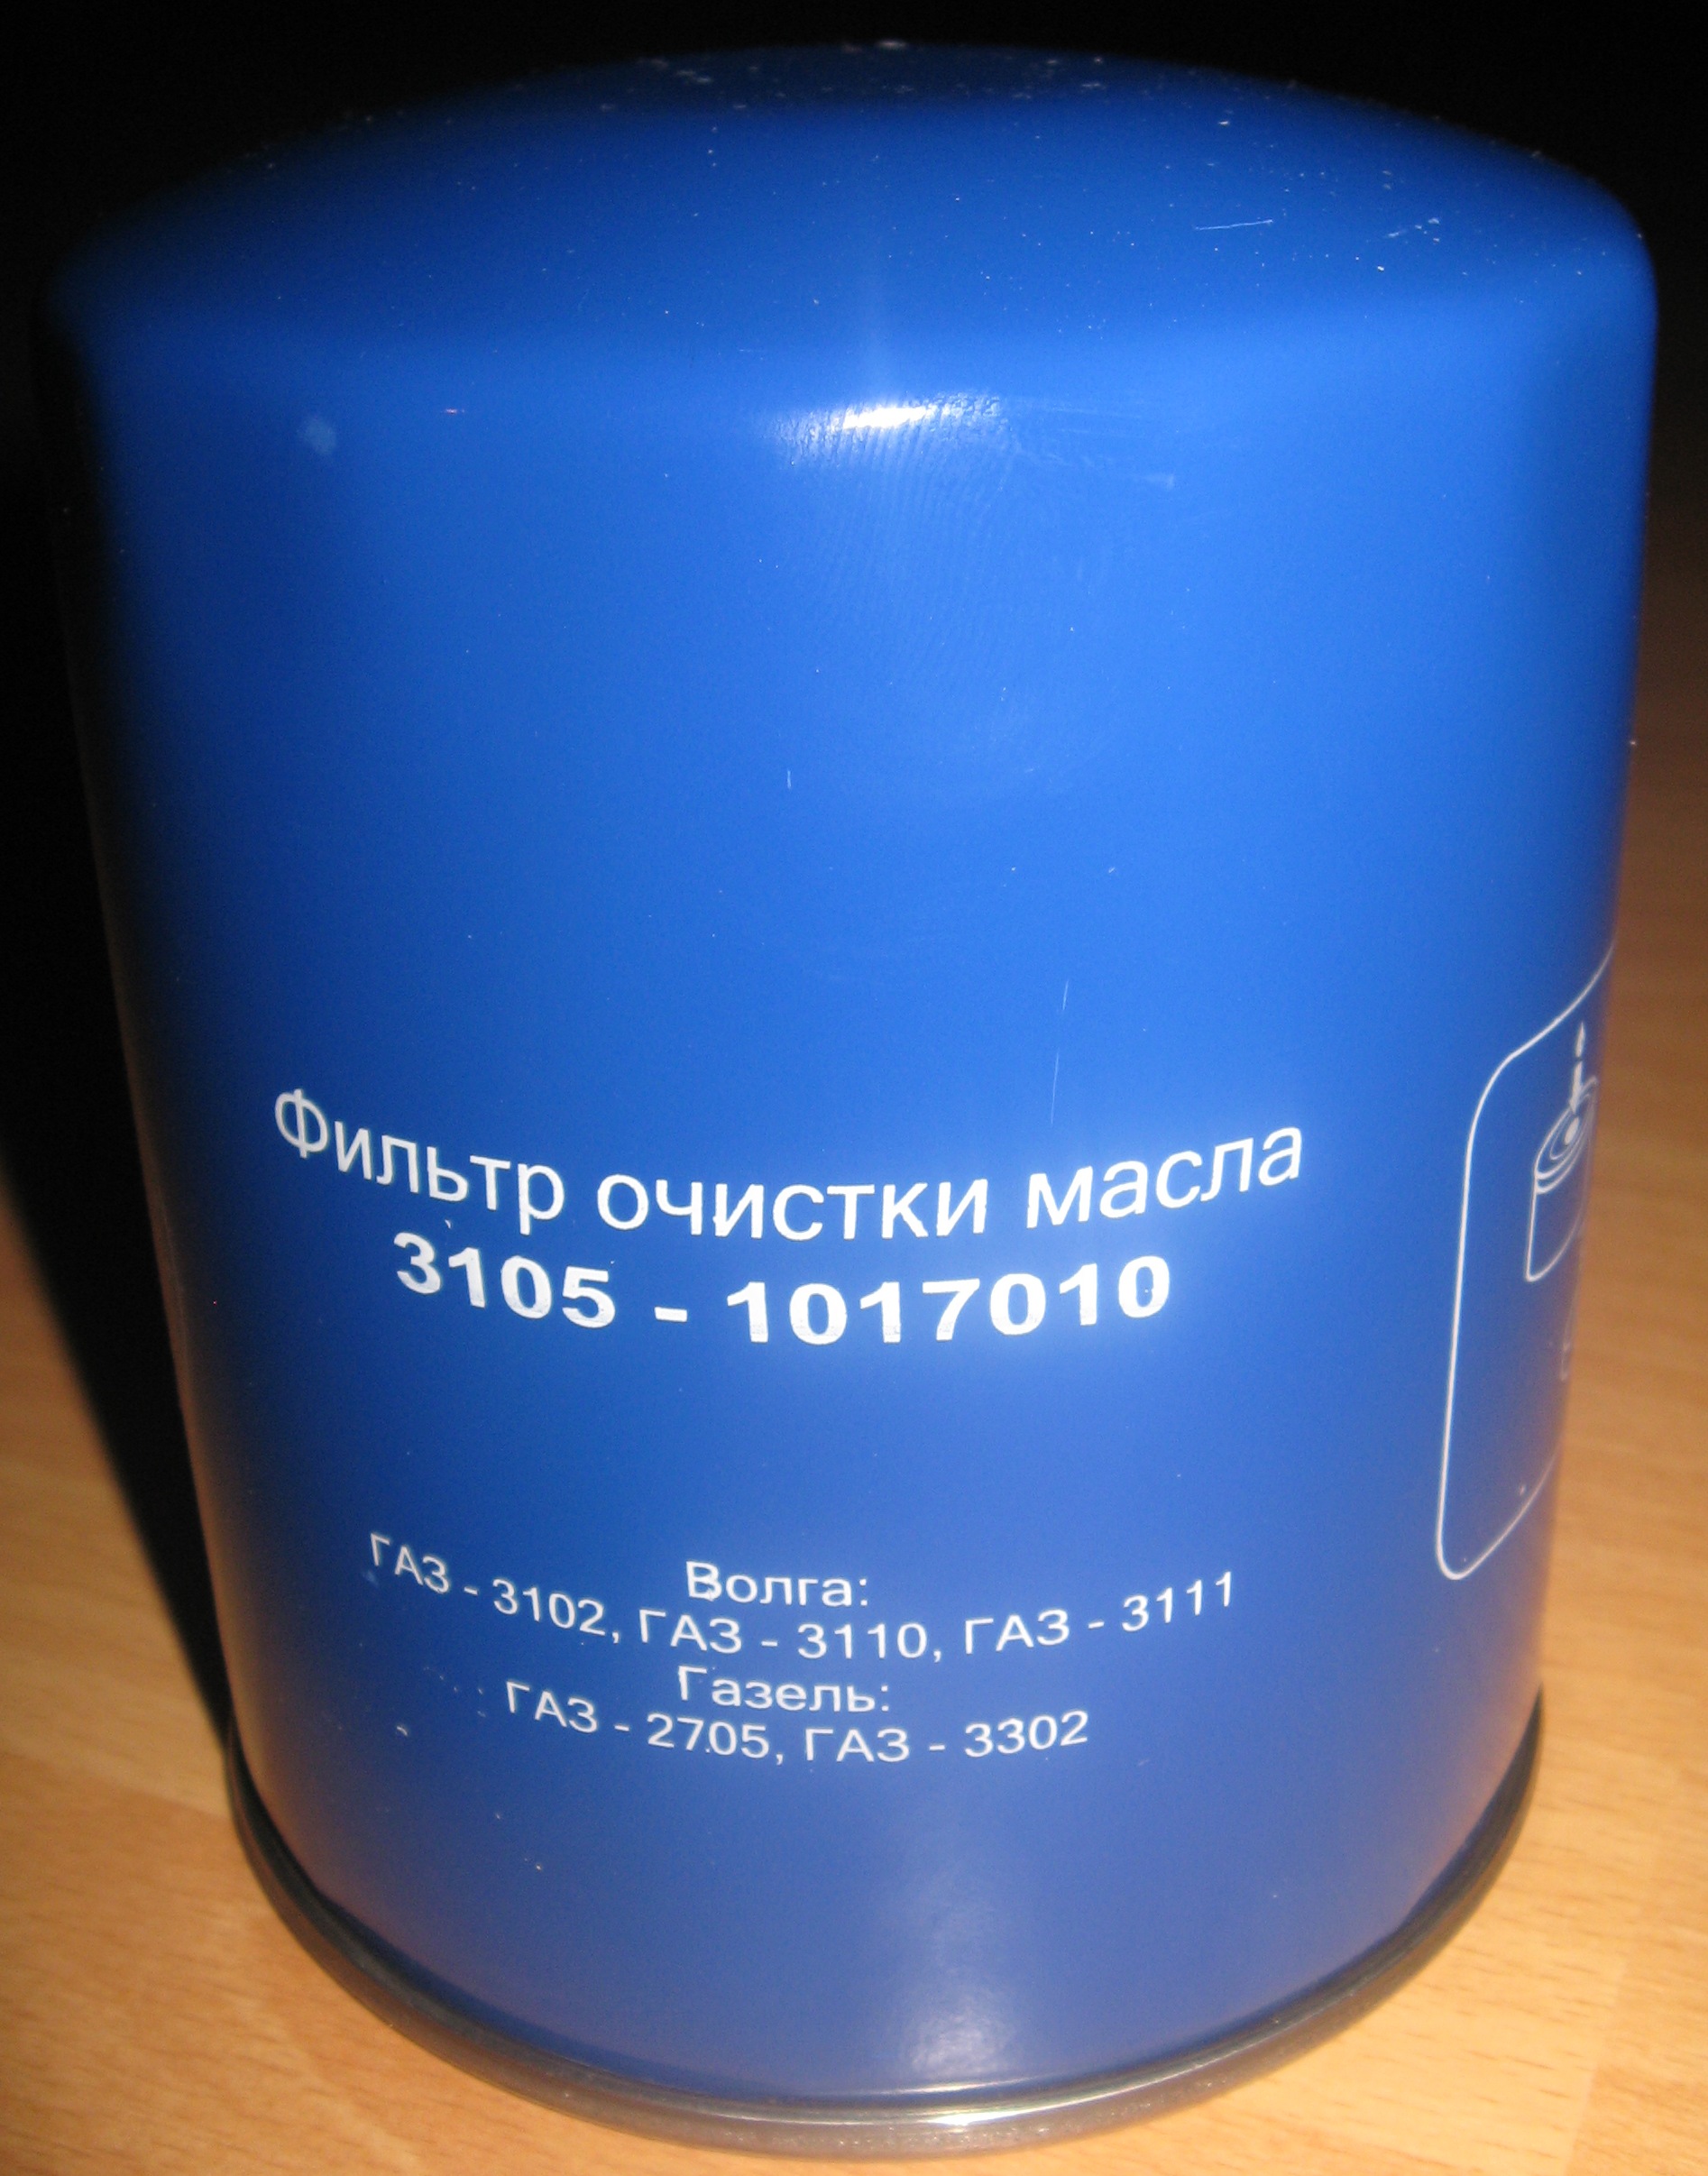 Фильтр очистки масла
3105 - 1017010
Волга:
ГАЗ - 3102, ГАЗ - 3110, ГАЗ - 3111
Газель:
ГАЗ - 2705, ГАЗ - 3302